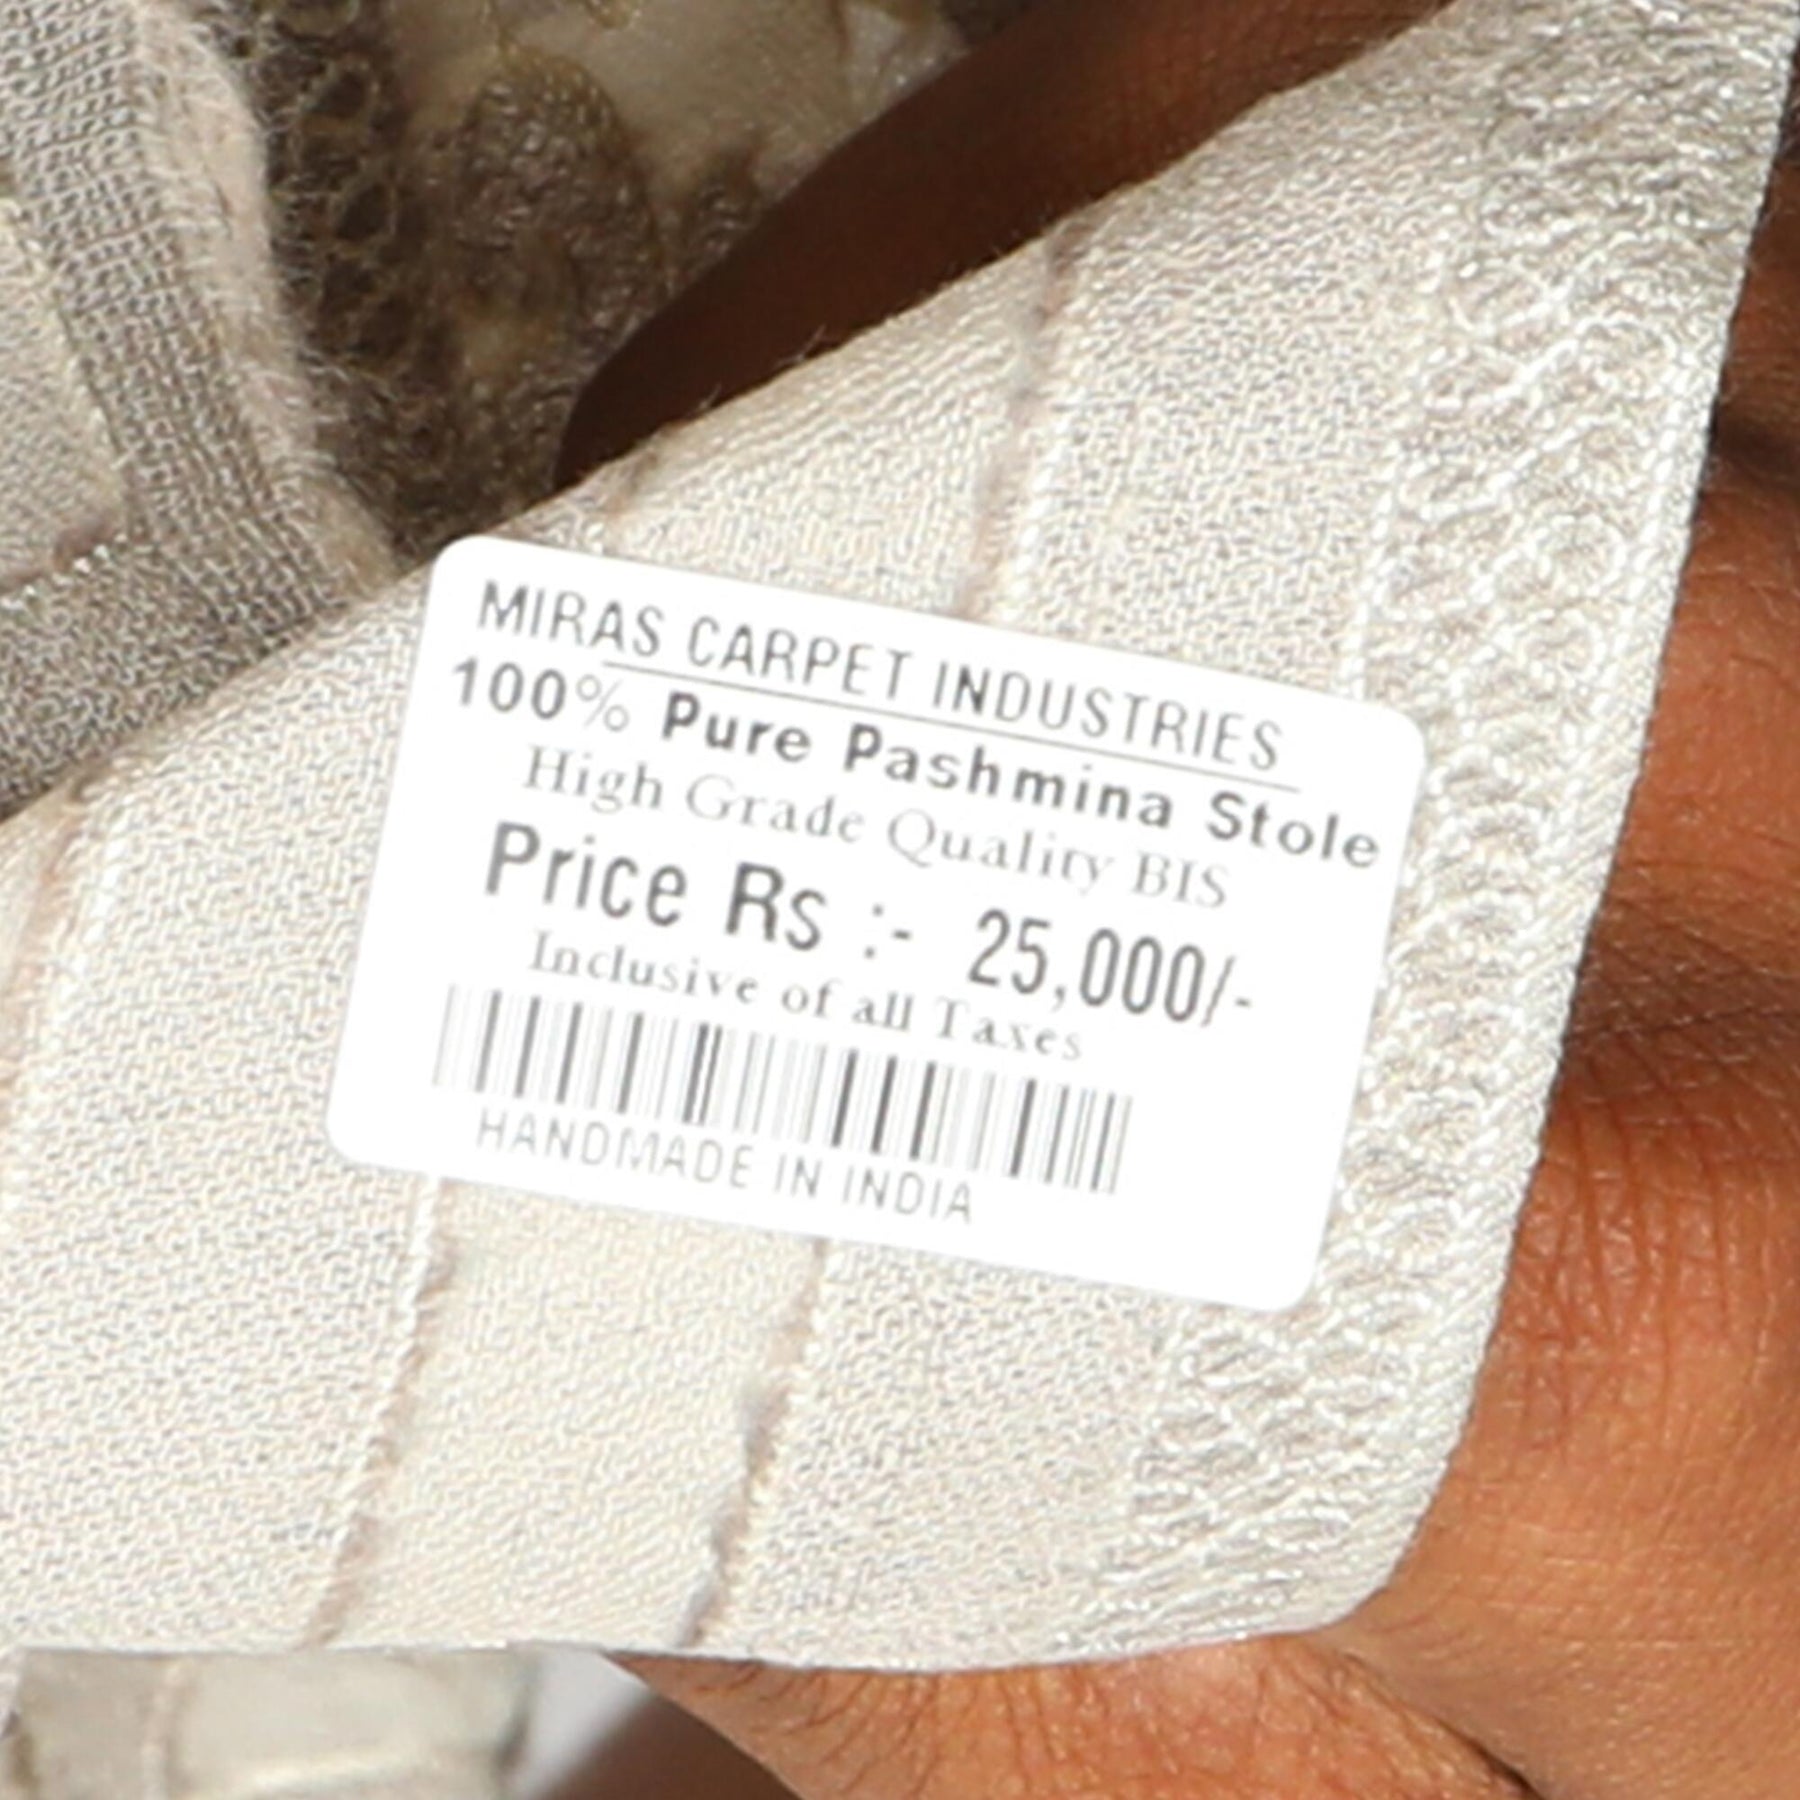 MIRAS CARPET INDUSTRIES
100% Pure Pashmina Stole
High Grade Quality BIS
Price Rs :- 25,000/-
Inclusive of all Taxes
HANDMADE IN INDIA